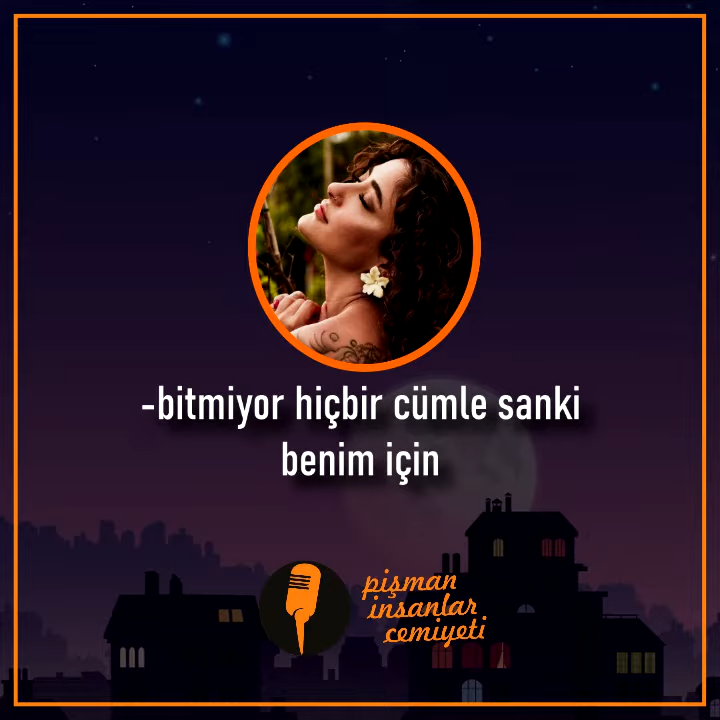 -bitmiyor hiçbir cümle sanki
benim için
pişman
insanlar
cemiyeti